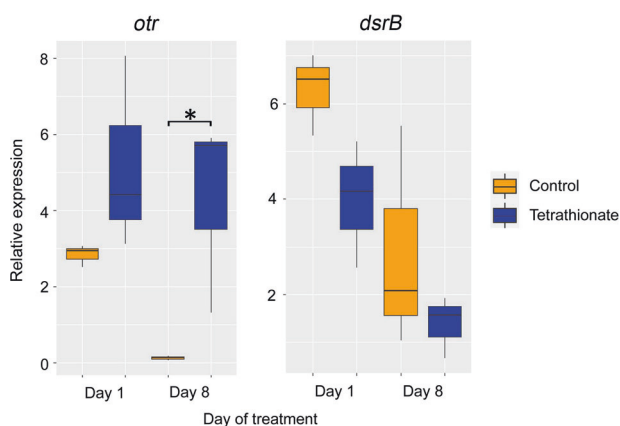 otr
dsrB
Relative expression
8
6
4
2
0
*
6
4
2
Day 1
Day 8
Day 1
Day 8
Day of treatment
Control
Tetrathionate